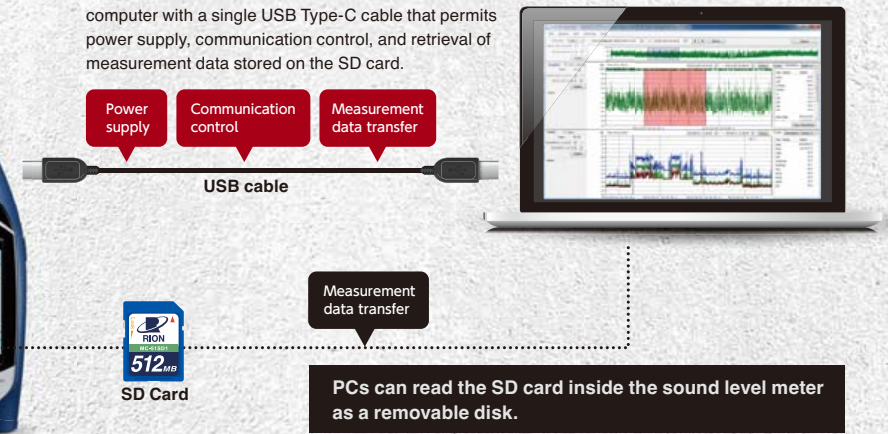 computer with a single USB Type-C cable that permits
power supply, communication control, and retrieval of
measurement data stored on the SD card.
Power
supply
Communication
control
Measurement
data transfer
USB cable
Measurement
data transfer
RION
MC-51SD1
512MB
SD Card
PCs can read the SD card inside the sound level meter
as a removable disk.